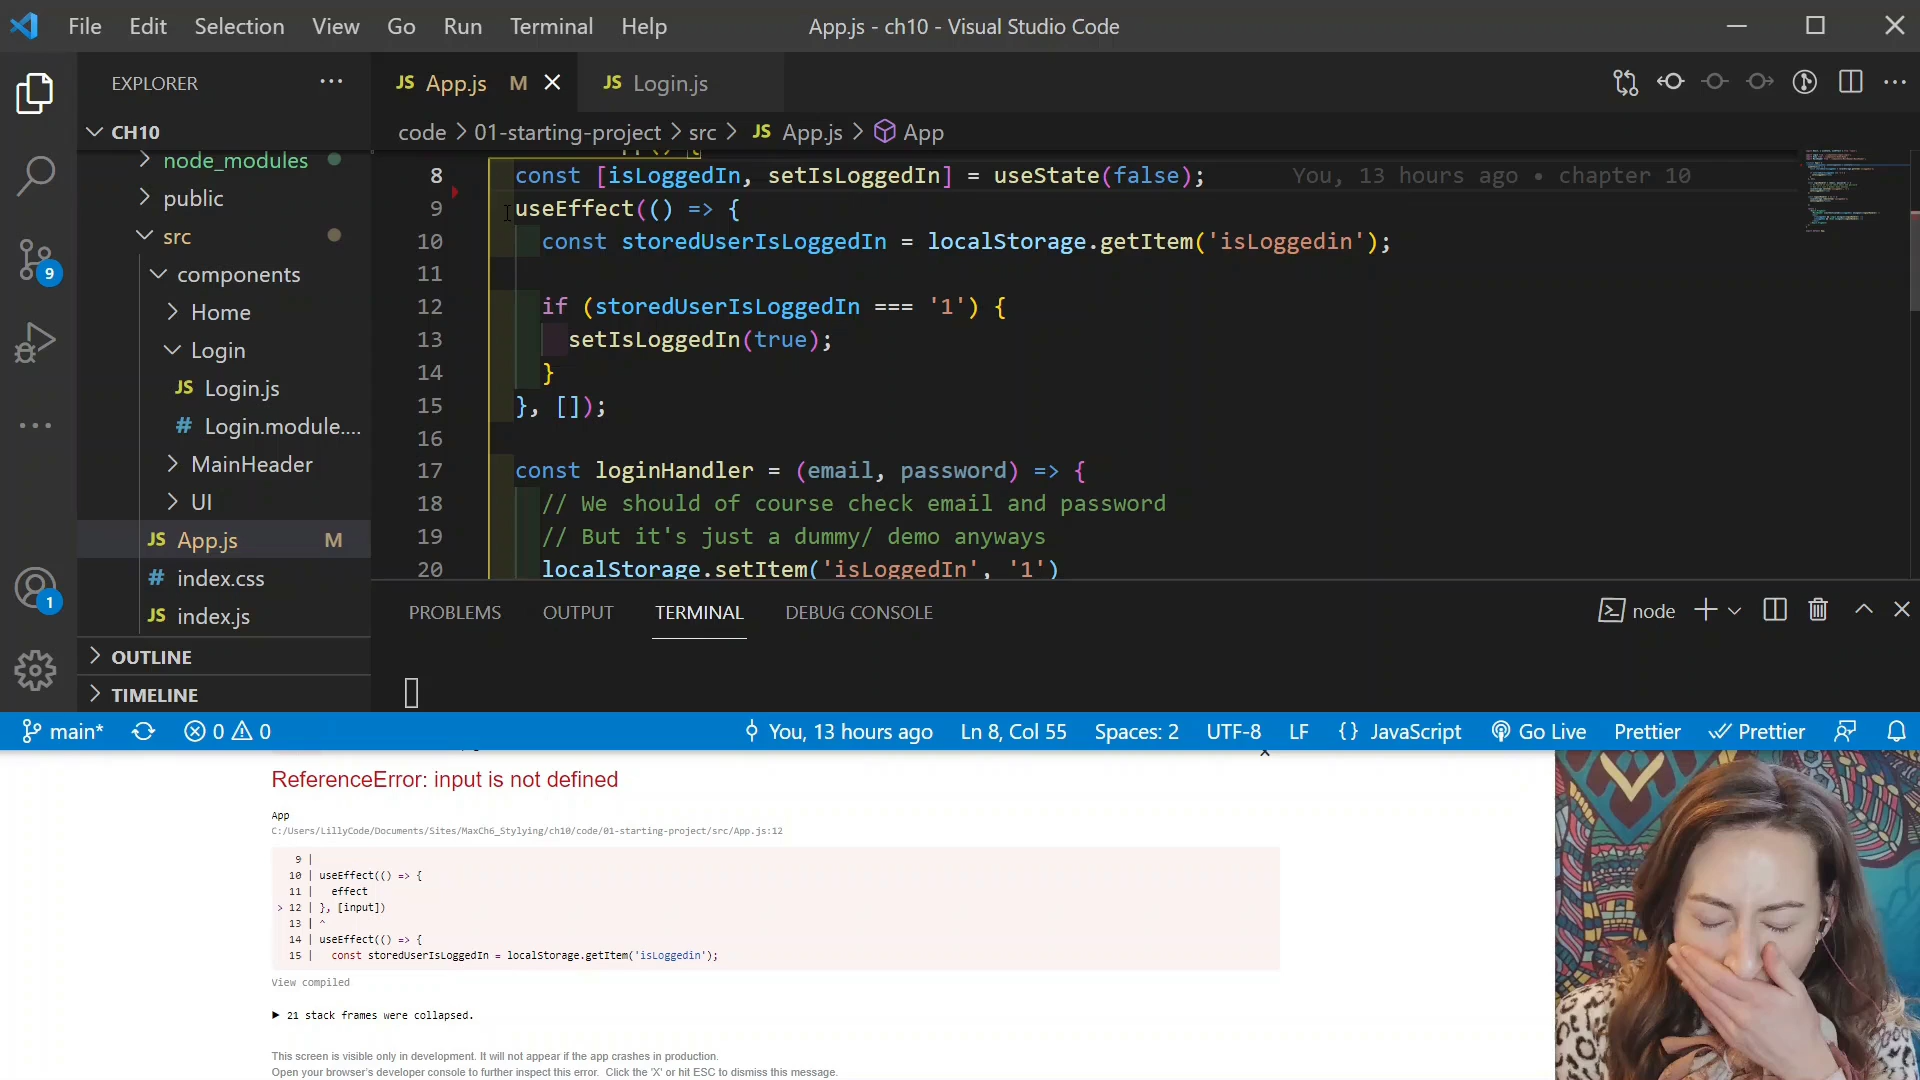 File Edit Selection View Go Run Terminal Help App.js - ch10 - Visual Studio Code
EXPLORER ···
JS App.js M
JS Login.js
CH10
code > 01-starting-project > src > JS App.js > App
node_modules
public
src
components
Home
Login
JS Login.js
# Login.module....
MainHeader
UI
JS App.js M
# index.css
JS index.js
OUTLINE
TIMELINE
9
1
8 const [isLoggedIn, setIsLoggedIn] = useState(false); You, 13 hours ago • chapter 10
9 useEffect(() => {
10 const storedUserIsLoggedIn = localStorage.getItem('isLoggedin');
11
12 if (storedUserIsLoggedIn === '1') {
13 setIsLoggedIn(true);
14 }
15 }, []);
16
17 const loginHandler = (email, password) => {
18 // We should of course check email and password
19 // But it's just a dummy/ demo anyways
20 localStorage.setItem('isLoggedIn', '1')
PROBLEMS OUTPUT TERMINAL DEBUG CONSOLE
node
main* 0 0 You, 13 hours ago Ln 8, Col 55 Spaces: 2 UTF-8 LF {} JavaScript Go Live Prettier Prettier
ReferenceError: input is not defined
App
C:/Users/LillyCode/Documents/Sites/MaxCh6_Stylying/ch10/code/01-starting-project/src/App.js:12
9 |
10 | useEffect(() => {
11 | effect
> 12 | }, [input])
13 | ^
14 | useEffect(() => {
15 | const storedUserIsLoggedIn = localStorage.getItem('isLoggedin');
View compiled
▶ 21 stack frames were collapsed.
This screen is visible only in development. It will not appear if the app crashes in production.
Open your browser's developer console to further inspect this error. Click the 'X' or hit ESC to dismiss this message.